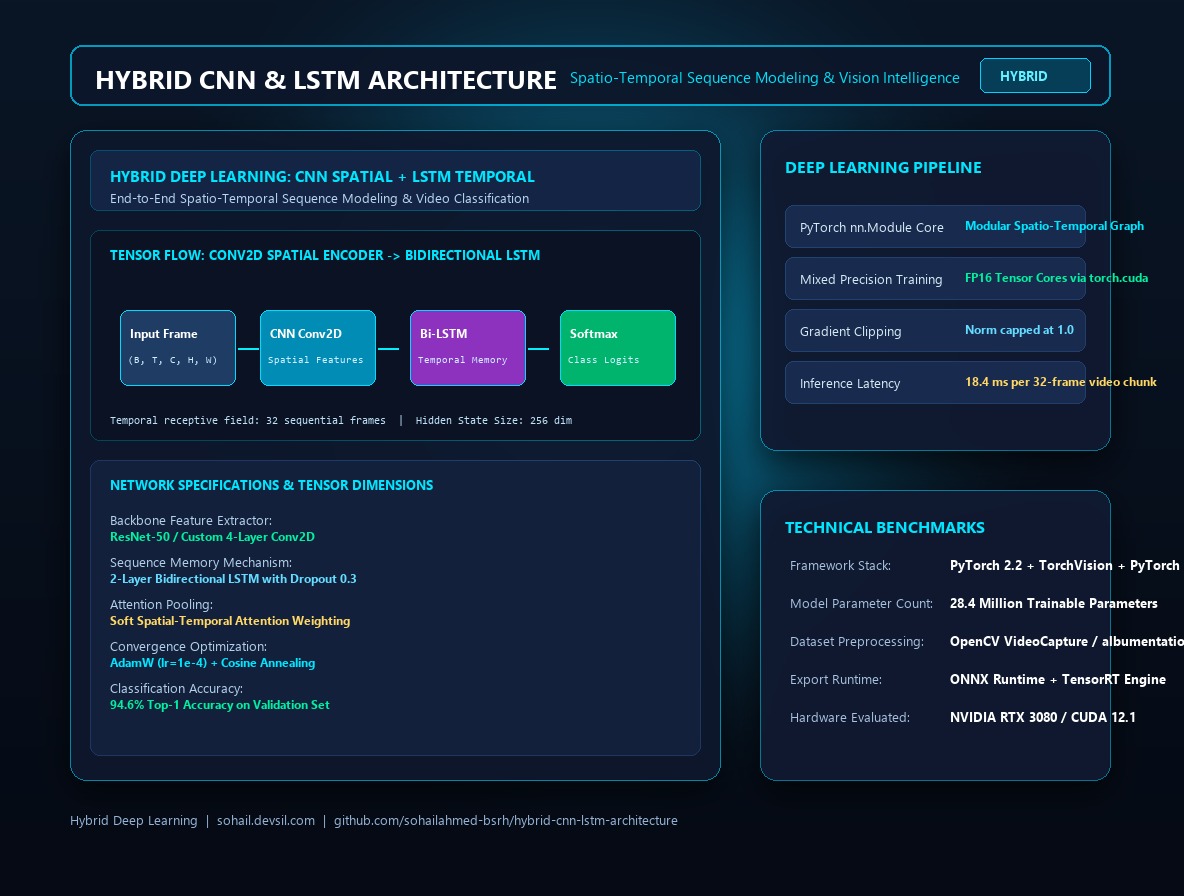 HYBRID CNN & LSTM ARCHITECTURE Spatio-Temporal Sequence Modeling & Vision Intelligence HYBRID
HYBRID DEEP LEARNING: CNN SPATIAL + LSTM TEMPORAL
End-to-End Spatio-Temporal Sequence Modeling & Video Classification
TENSOR FLOW: CONV2D SPATIAL ENCODER -> BIDIRECTIONAL LSTM
Input Frame
(B, T, C, H, W)
CNN Conv2D
Spatial Features
Bi-LSTM
Temporal Memory
Softmax
Class Logits
Temporal receptive field: 32 sequential frames | Hidden State Size: 256 dim
NETWORK SPECIFICATIONS & TENSOR DIMENSIONS
Backbone Feature Extractor:
ResNet-50 / Custom 4-Layer Conv2D
Sequence Memory Mechanism:
2-Layer Bidirectional LSTM with Dropout 0.3
Attention Pooling:
Soft Spatial-Temporal Attention Weighting
Convergence Optimization:
AdamW (lr=1e-4) + Cosine Annealing
Classification Accuracy:
94.6% Top-1 Accuracy on Validation Set
DEEP LEARNING PIPELINE
PyTorch nn.Module Core Modular Spatio-Temporal Graph
Mixed Precision Training FP16 Tensor Cores via torch.cuda
Gradient Clipping Norm capped at 1.0
Inference Latency 18.4 ms per 32-frame video chunk
TECHNICAL BENCHMARKS
Framework Stack: PyTorch 2.2 + TorchVision + PyTorch
Model Parameter Count: 28.4 Million Trainable Parameters
Dataset Preprocessing: OpenCV VideoCapture / albumentatio
Export Runtime: ONNX Runtime + TensorRT Engine
Hardware Evaluated: NVIDIA RTX 3080 / CUDA 12.1
Hybrid Deep Learning | sohail.devsil.com | github.com/sohailahmed-bsrh/hybrid-cnn-lstm-architecture